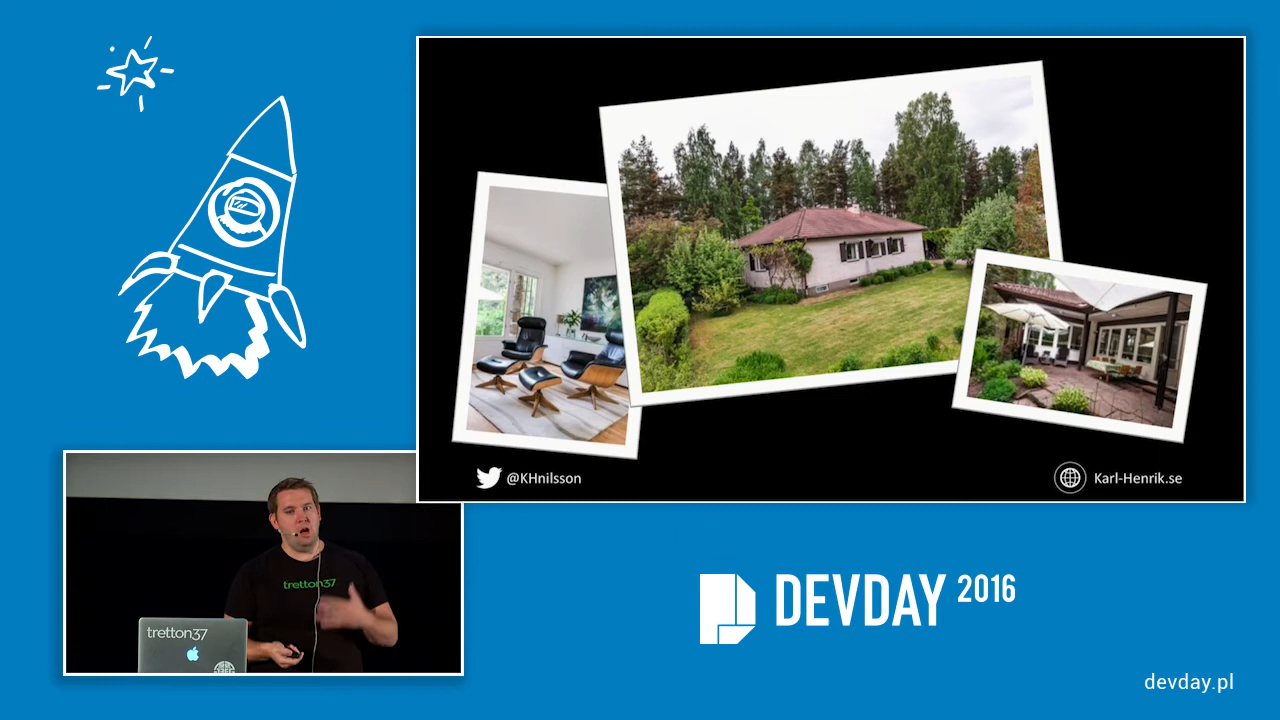 @KHnilsson
Karl-Henrik.se
tretton37
tretton37
DEVDAY 2016
devday.pl